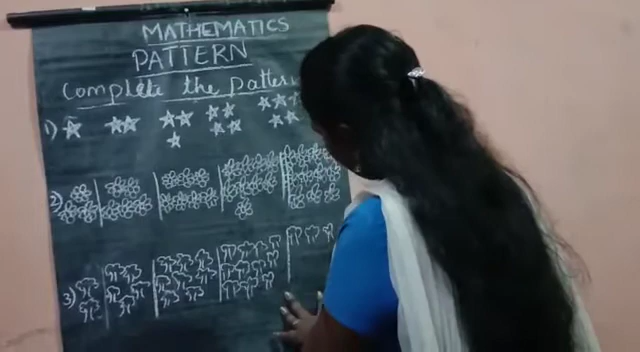 MATHEMATICS
PATTERN
Complete the pattern
1)
2)
3)